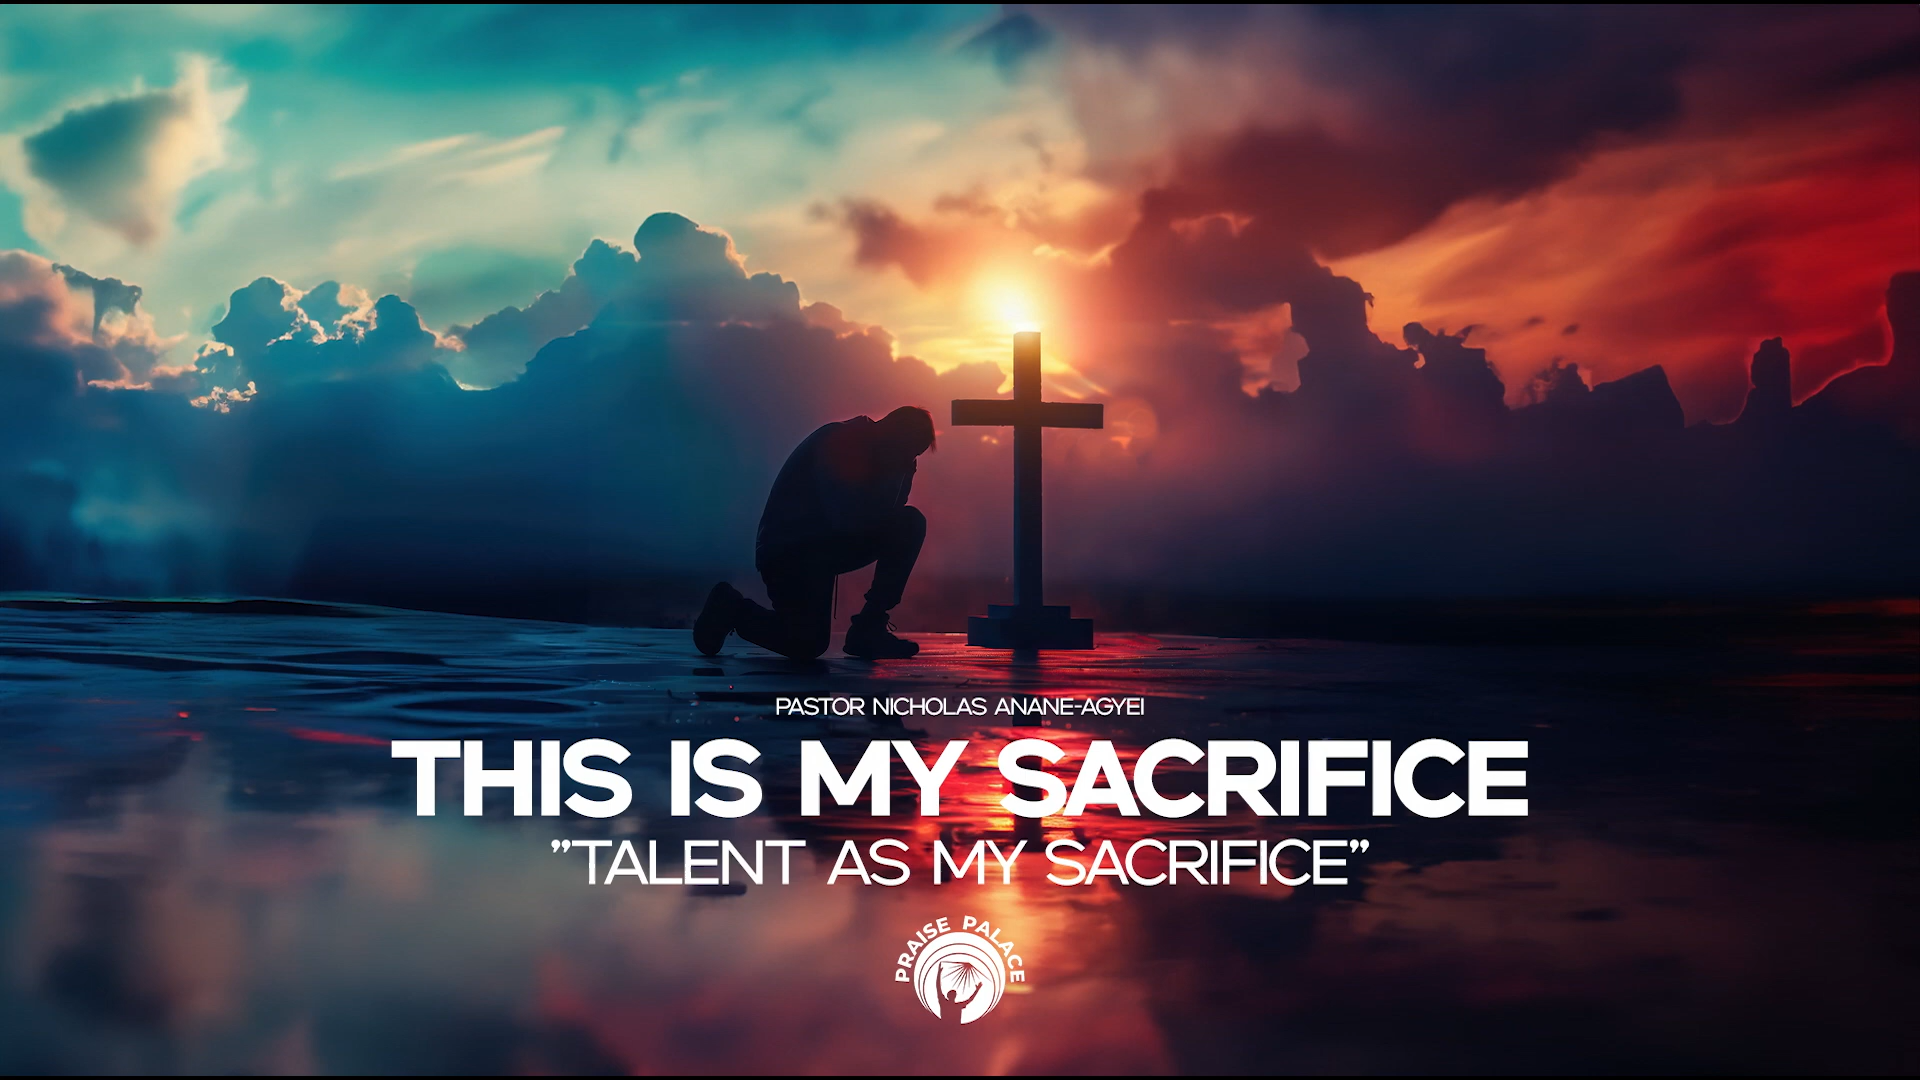 PASTOR NICHOLAS ANANE-AGYEI
THIS IS MY SACRIFICE
”TALENT AS MY SACRIFICE”
PRAISE PALACE